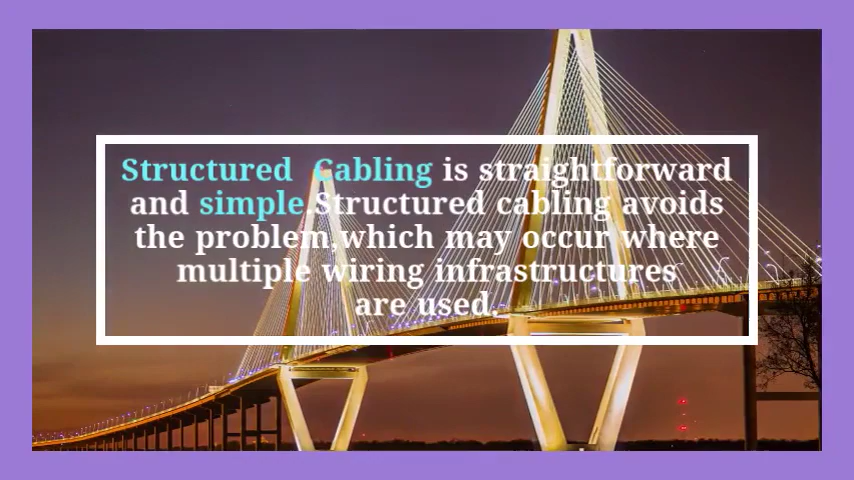 Structured  Cabling is straightforward
and simple.Structured cabling avoids
the problem,which may occur where
multiple wiring infrastructures
are used.